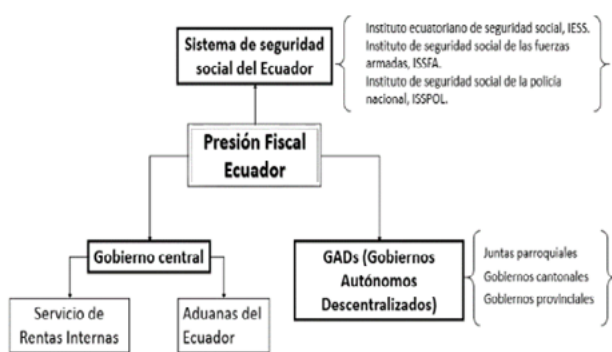 Sistema de seguridad
social del Ecuador
Instituto ecuatoriano de seguridad social, IESS.
Instituto de seguridad social de las fuerzas
armadas, ISSFA.
Instituto de seguridad social de la policía
nacional, ISSPOL.
Presión Fiscal
Ecuador
Gobierno central
GADs (Gobiernos
Autónomos
Descentralizados)
Juntas parroquiales
Gobiernos cantonales
Gobiernos provinciales
Servicio de
Rentas Internas
Aduanas del
Ecuador